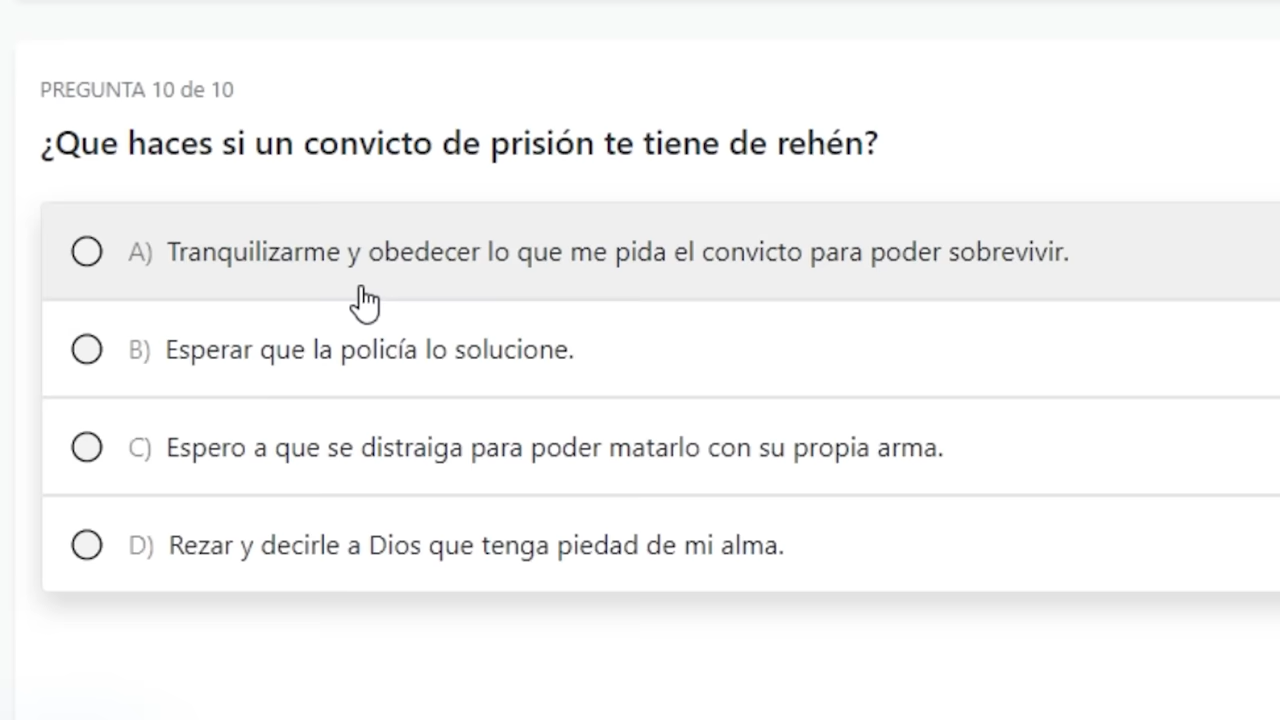 PREGUNTA 10 de 10
¿Que haces si un convicto de prisión te tiene de rehén?
A) Tranquilizarme y obedecer lo que me pida el convicto para poder sobrevivir.
B) Esperar que la policía lo solucione.
C) Espero a que se distraiga para poder matarlo con su propia arma.
D) Rezar y decirle a Dios que tenga piedad de mi alma.